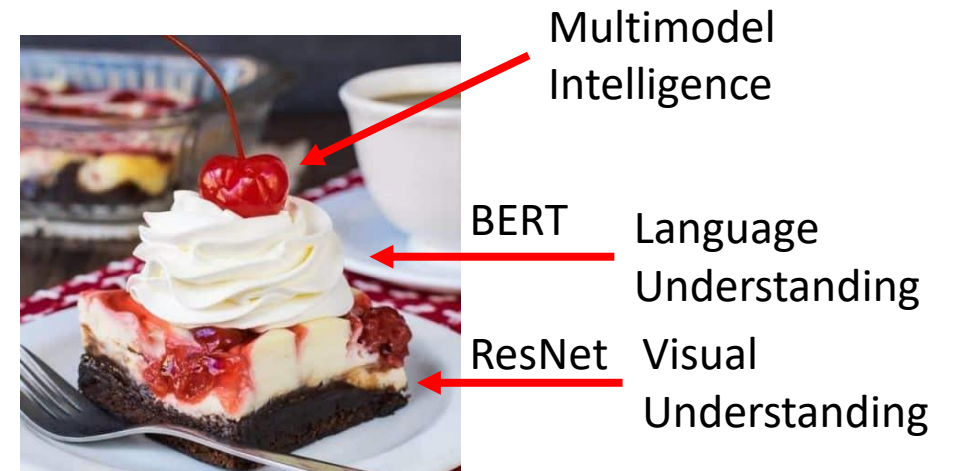 Multimodel
Intelligence
BERT
Language
Understanding
ResNet
Visual
Understanding